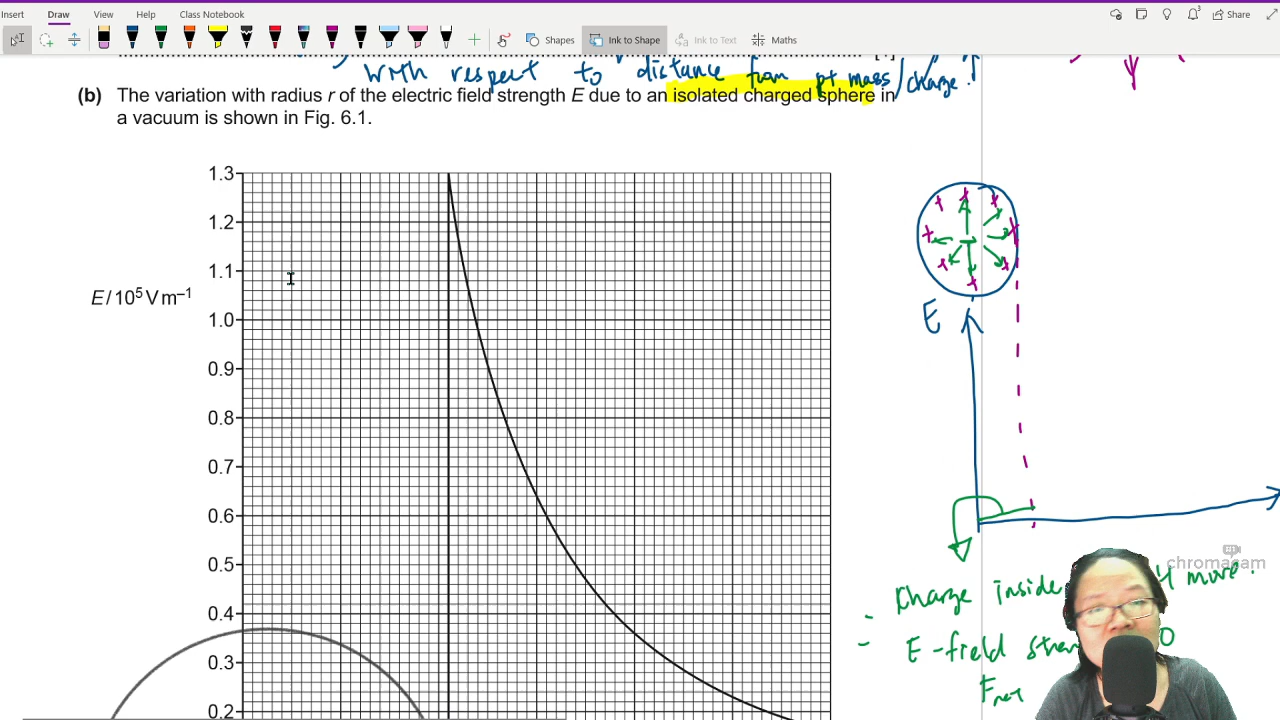 Insert Draw View Help Class Notebook
Share
Shapes Ink to Shape Ink to Text Maths
with respect to distance from pt mass/charge.
(b) The variation with radius r of the electric field strength E due to an isolated charged sphere in
a vacuum is shown in Fig. 6.1.
1.3
1.2
1.1
E / 10⁵ V m⁻¹
1.0
0.9
0.8
0.7
0.6
0.5
0.4
0.3
0.2
E
chromacam
- Charge inside more.
- E-field 0
Fnet